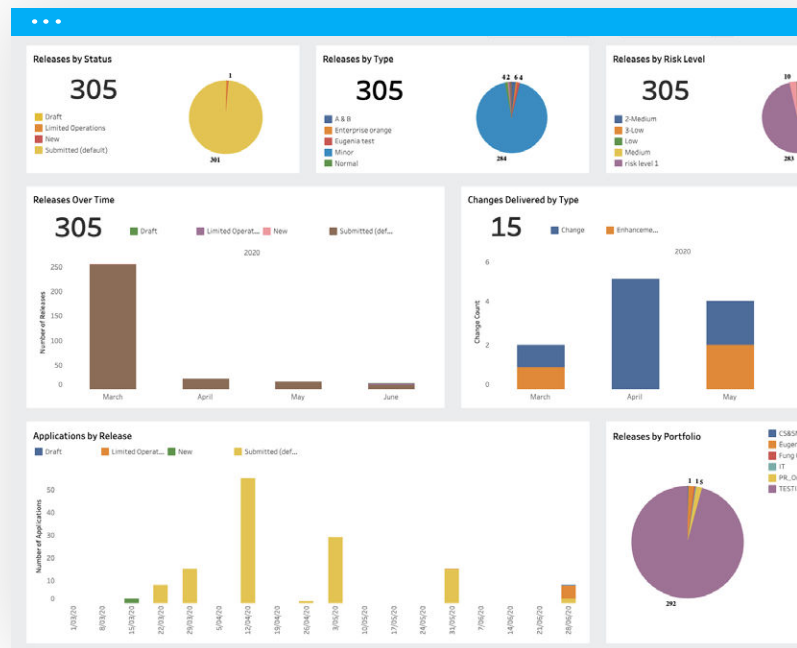 Releases by Status
305
1
Draft
Limited Operations
New
Submitted (default)
301
Releases by Type
305
42 6 4
A & B
Enterprise orange
Eugenia test
Minor
Normal
284
Releases by Risk Level
305
10
2-Medium
3-Low
Low
Medium
risk level 1
283
Releases Over Time
305
Draft
Limited Operat...
New
Submitted (def...
2020
Number of Releases
250
200
150
100
50
0
March
April
May
June
Changes Delivered by Type
15
Change
Enhanceme...
2020
Change Count
6
4
2
0
March
April
May
Applications by Release
Draft
Limited Operat...
New
Submitted (def...
Number of Applications
50
40
30
20
10
0
1/03/20
8/03/20
15/03/20
22/03/20
29/03/20
5/04/20
12/04/20
19/04/20
26/04/20
3/05/20
10/05/20
17/05/20
24/05/20
31/05/20
7/06/20
14/06/20
21/06/20
28/06/20
Releases by Portfolio
1 1 5
IT
292